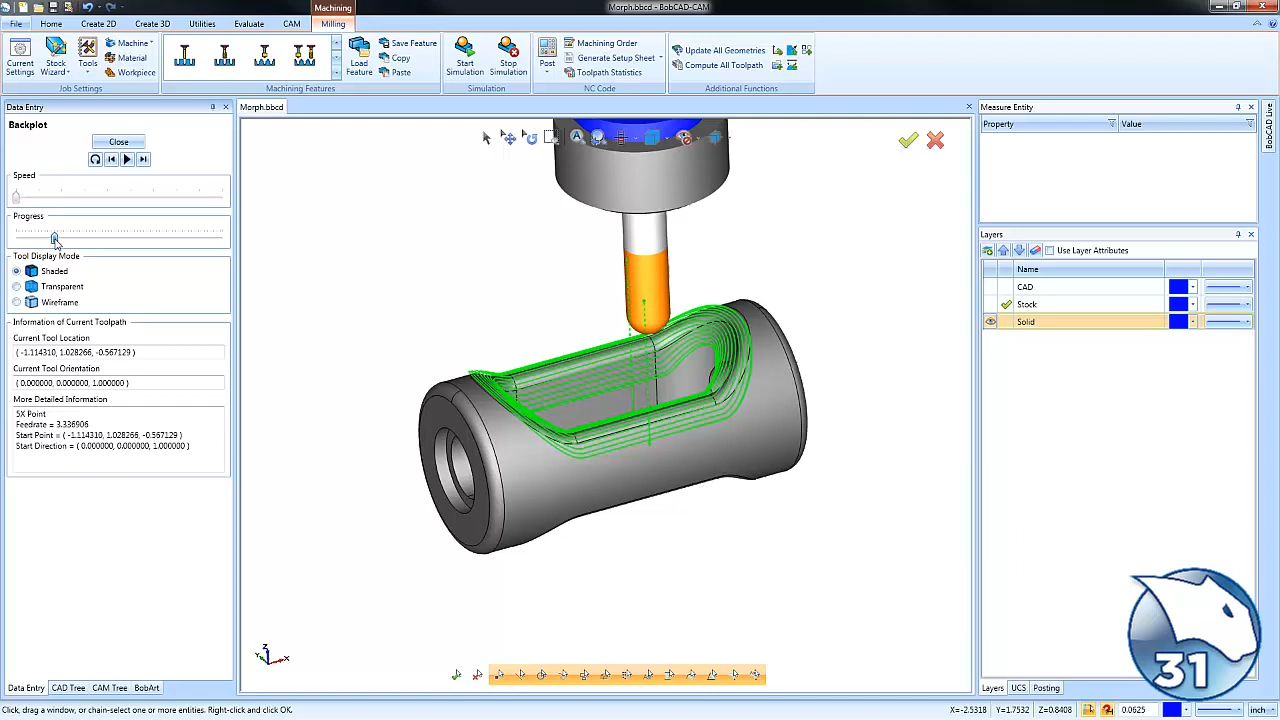 Morph.bbcd - BobCAD-CAM
Machining
File Home Create 2D Create 3D Utilities Evaluate CAM Milling
Current Settings
Stock Wizard
Tools
Machine
Material
Workpiece
Job Settings
Load Feature
Save Feature
Copy
Paste
Machining Features
Start Simulation
Stop Simulation
Simulation
Post
Machining Order
Generate Setup Sheet
Toolpath Statistics
NC Code
Update All Geometries
Compute All Toolpath
Additional Functions
Data Entry
Backplot
Close
Speed
Progress
Tool Display Mode
Shaded
Transparent
Wireframe
Information of Current Toolpath
Current Tool Location
( -1.114310, 1.028266, -0.567129 )
Current Tool Orientation
( 0.000000, 0.000000, 1.000000 )
More Detailed Information
5X Point
Feedrate = 3.336906
Start Point = ( -1.114310, 1.028266, -0.567129 )
Start Direction = ( 0.000000, 0.000000, 1.000000 )
Data Entry CAD Tree CAM Tree BobArt
Morph.bbcd
Z
Y
X
Measure Entity
Property Value
Layers
Use Layer Attributes
Name
CAD
Stock
Solid
BobCAD Live
31
Layers UCS Posting
Click, drag a window, or chain-select one or more entities. Right-click and click OK.
X=-2.5318 Y=1.7532 Z=0.8408 0.0625 inch